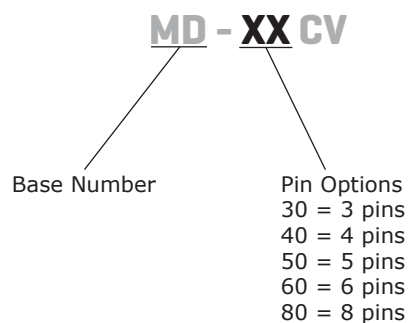 MD - XX CV
Base Number
Pin Options
30 = 3 pins
40 = 4 pins
50 = 5 pins
60 = 6 pins
80 = 8 pins